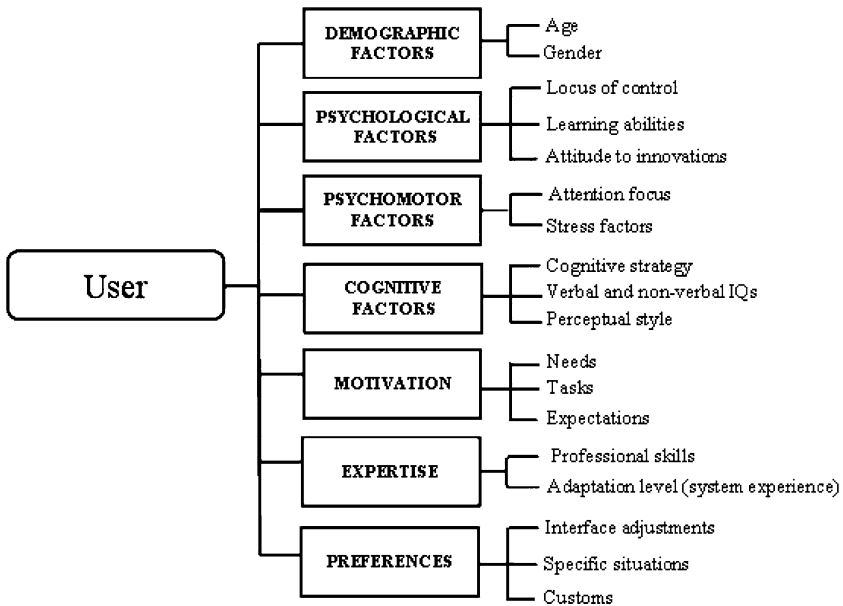 User
DEMOGRAPHIC
FACTORS
Age
Gender
PSYCHOLOGICAL
FACTORS
Locus of control
Learning abilities
Attitude to innovations
PSYCHOMOTOR
FACTORS
Attention focus
Stress factors
COGNITIVE
FACTORS
Cognitive strategy
Verbal and non-verbal IQs
Perceptual style
MOTIVATION
Needs
Tasks
Expectations
EXPERTISE
Professional skills
Adaptation level (system experience)
PREFERENCES
Interface adjustments
Specific situations
Customs